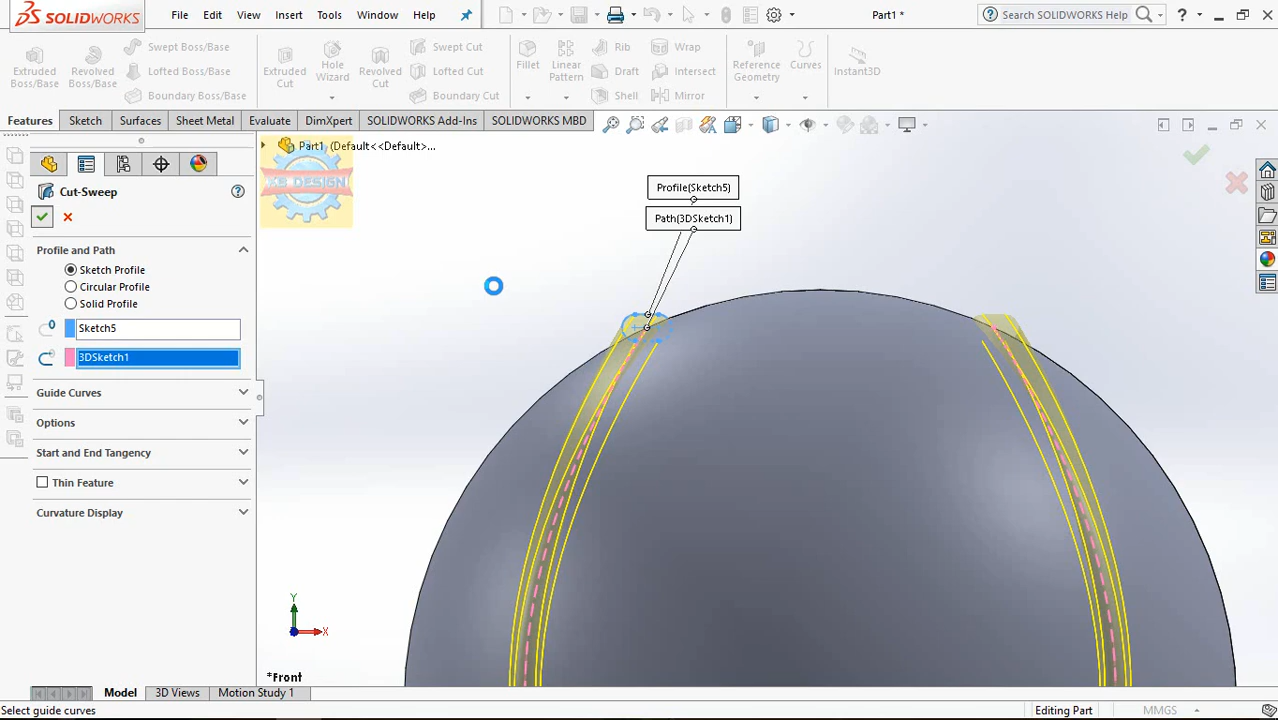 SOLIDWORKS
File Edit View Insert Tools Window Help
Part1 *
Search SOLIDWORKS Help
?
Extruded Boss/Base
Revolved Boss/Base
Swept Boss/Base
Lofted Boss/Base
Boundary Boss/Base
Extruded Cut
Hole Wizard
Revolved Cut
Swept Cut
Lofted Cut
Boundary Cut
Fillet
Linear Pattern
Rib
Draft
Shell
Wrap
Intersect
Mirror
Reference Geometry
Curves
Instant3D
Features Sketch Surfaces Sheet Metal Evaluate DimXpert SOLIDWORKS Add-Ins SOLIDWORKS MBD
Part1 (Default<<Default>...
Cut-Sweep
?
Profile and Path
Sketch Profile
Circular Profile
Solid Profile
Sketch5
3DSketch1
Guide Curves
Options
Start and End Tangency
Thin Feature
Curvature Display
Profile(Sketch5)
Path(3DSketch1)
Y
X
*Front
Model 3D Views Motion Study 1
Select guide curves
Editing Part
MMGS